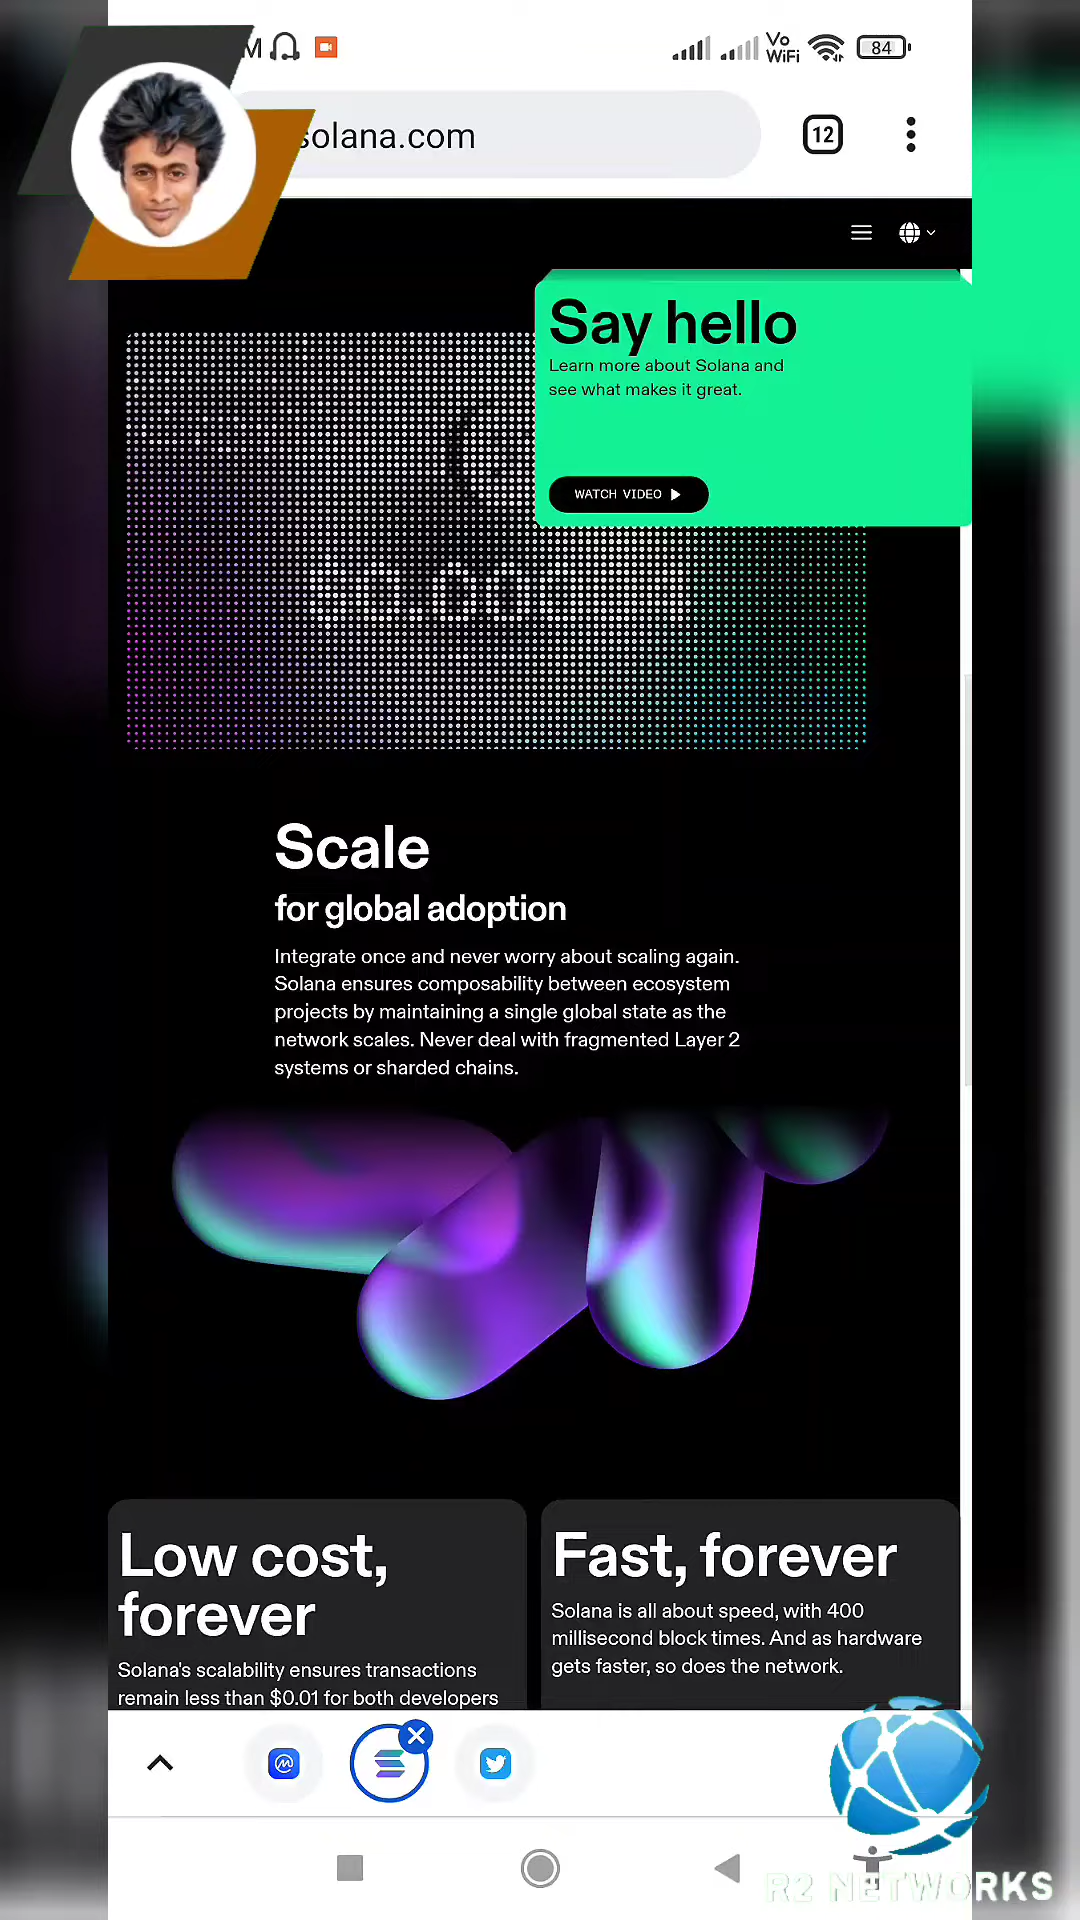 M
Vo
WiFi
84
solana.com
12
Say hello
Learn more about Solana and
see what makes it great.
WATCH VIDEO
Scale
for global adoption
Integrate once and never worry about scaling again.
Solana ensures composability between ecosystem
projects by maintaining a single global state as the
network scales. Never deal with fragmented Layer 2
systems or sharded chains.
Low cost,
forever
Solana's scalability ensures transactions
remain less than $0.01 for both developers
Fast, forever
Solana is all about speed, with 400
millisecond block times. And as hardware
gets faster, so does the network.
R2 NETWORKS